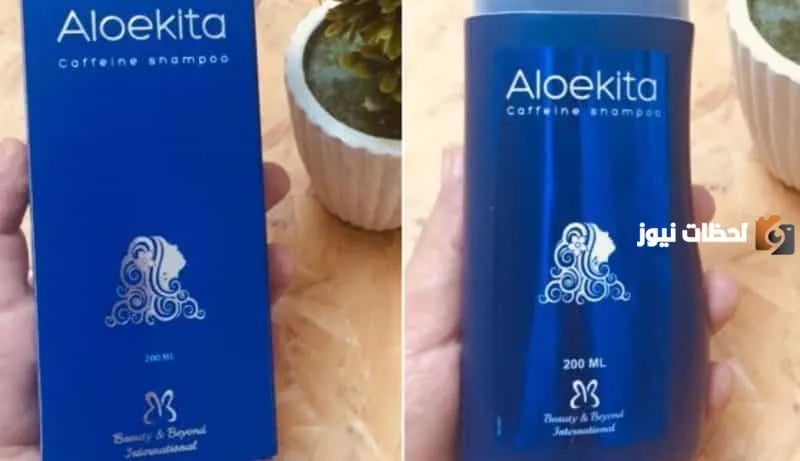 Aloekita
Caffeine shampoo
200 ML
Beauty & Beyond
International
Aloekita
Caffeine shampoo
200 ML
Beauty & Beyond
International
لحظات نيوز